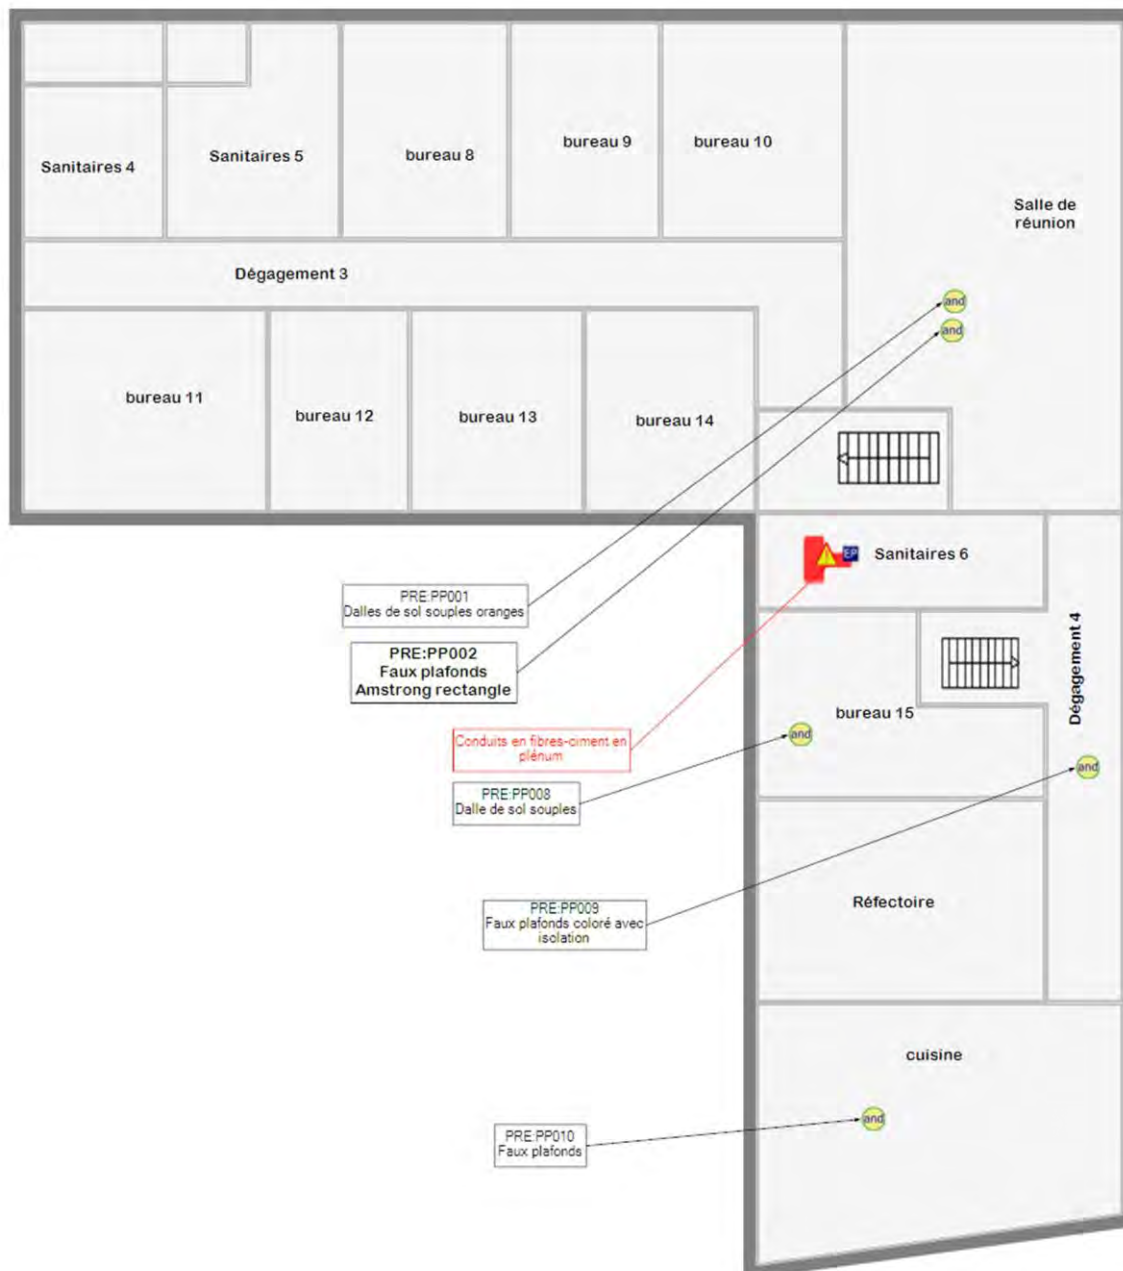 Sanitaires 4
Sanitaires 5
bureau 8
bureau 9
bureau 10
Salle de
réunion
Dégagement 3
and
and
bureau 11
bureau 12
bureau 13
bureau 14
EP
Sanitaires 6
PRE:PP001
Dalles de sol souples oranges
PRE:PP002
Faux plafonds
Amstrong rectangle
Dégagement 4
bureau 15
Conduits en fibres-ciment en
plénum
and
and
PRE:PP008
Dalle de sol souples
PRE:PP009
Faux plafonds coloré avec
isolation
Réfectoire
cuisine
and
PRE:PP010
Faux plafonds